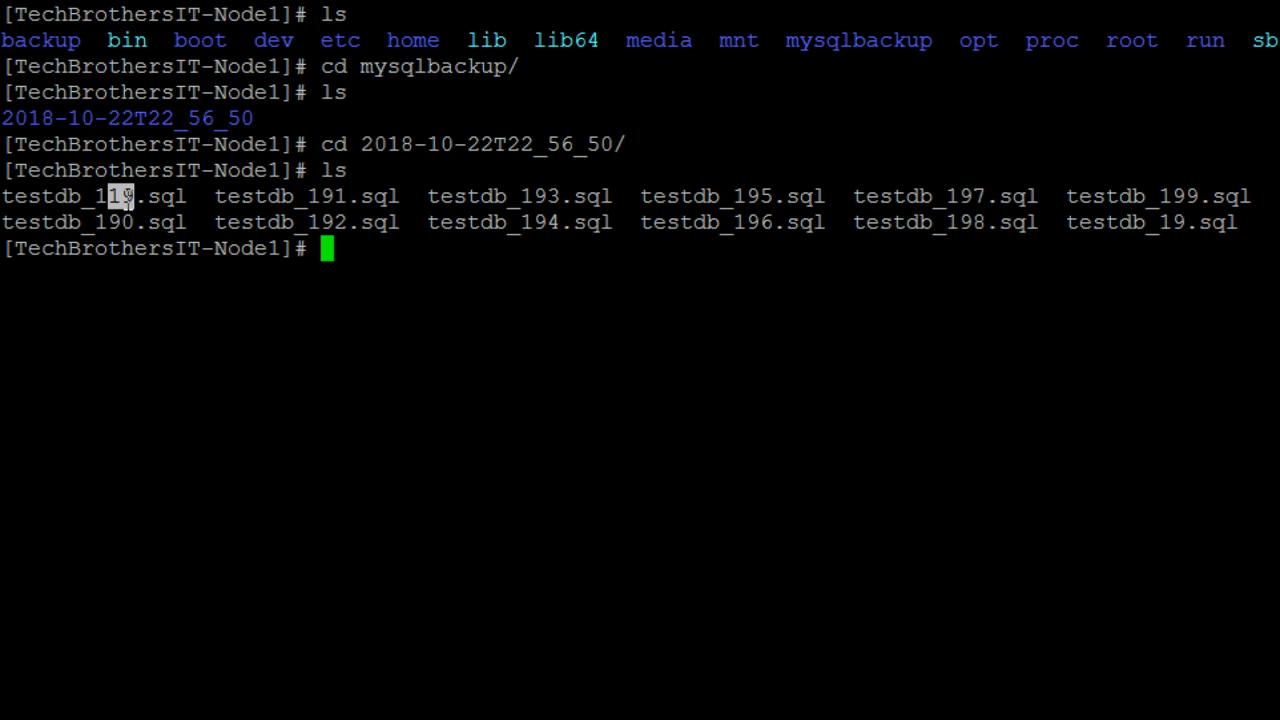 [TechBrothersIT-Node1]# ls
backup bin boot dev etc home lib lib64 media mnt mysqlbackup opt proc root run sb
[TechBrothersIT-Node1]# cd mysqlbackup/
[TechBrothersIT-Node1]# ls
2018-10-22T22_56_50
[TechBrothersIT-Node1]# cd 2018-10-22T22_56_50/
[TechBrothersIT-Node1]# ls
testdb_119.sql testdb_191.sql testdb_193.sql testdb_195.sql testdb_197.sql testdb_199.sql
testdb_190.sql testdb_192.sql testdb_194.sql testdb_196.sql testdb_198.sql testdb_19.sql
[TechBrothersIT-Node1]#